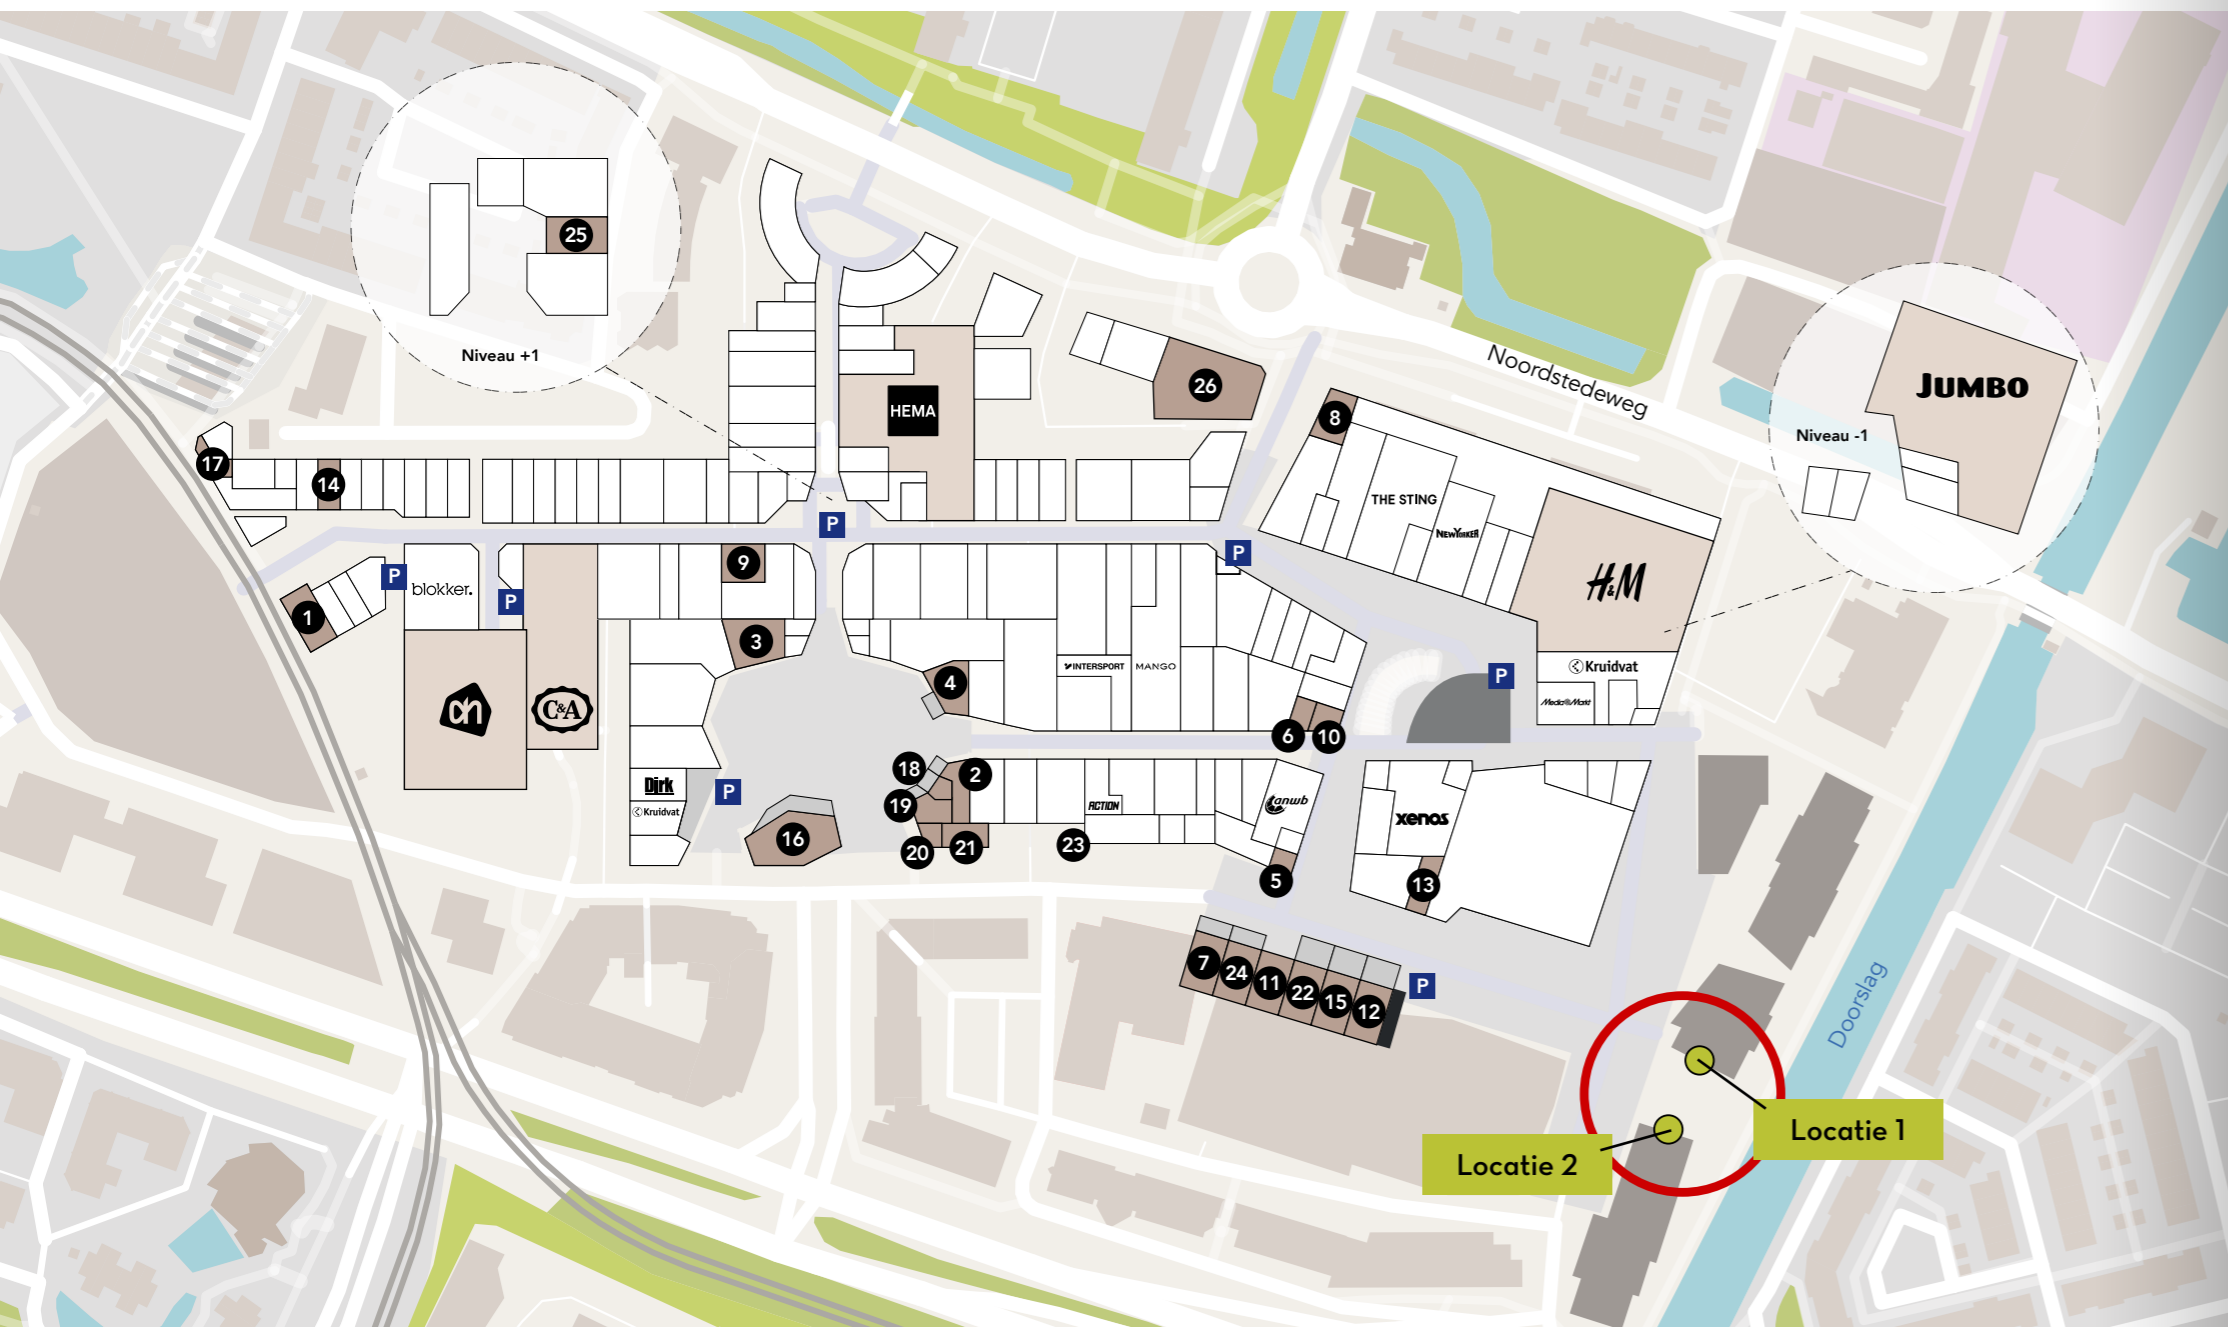 25
Niveau +1
HEMA
26
8
Noordstedeweg
JUMBO
Niveau -1
17
14
THE STING
NEWYORKER
P
P
P
P
9
blokker.
H&M
1
3
4
INTERSPORT
MANGO
Kruidvat
P
MediaMarkt
C&A
ah
6
10
18
2
Dirk
P
19
ACTION
anwb
Kruidvat
xenos
16
20
21
23
5
13
7
24
11
22
15
12
P
Doorslag
Locatie 1
Locatie 2